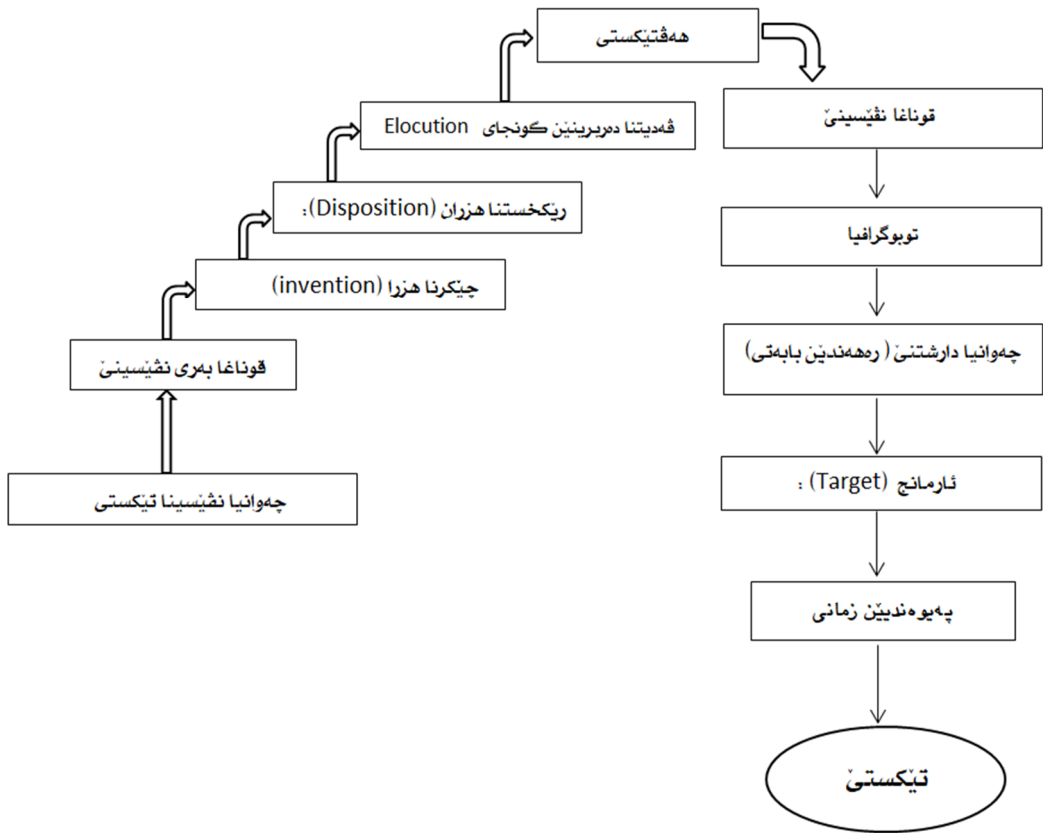 هەڤتێکستی
ڤەدیتنا دەربرینێن گونجای Elocution
رێکخستنا هزران (Disposition):
چێکرنا هزرا (invention)
قوناغا بەری نڤێسینێ
چەوانیا نڤێسینا تێکستی
قوناغا نڤێسینێ
توبوگرافیا
چەوانیا دارشتنێ ( رەهەندێن بابەتی)
ئارمانج (Target) :
پەیوەندیێن زمانی
تێکستێ